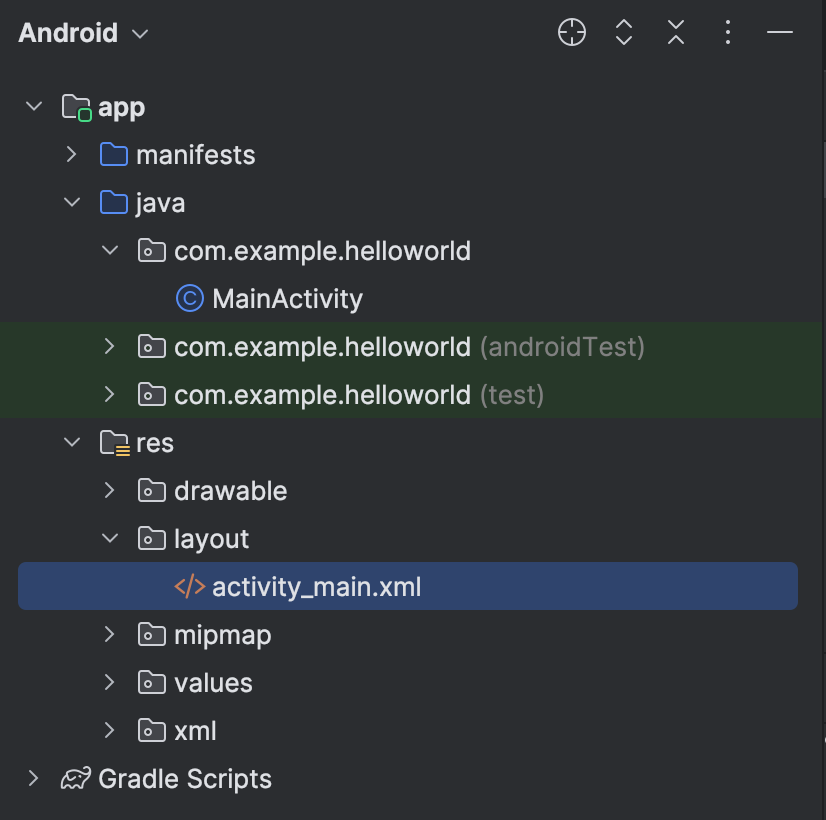 Android
app
manifests
java
com.example.helloworld
C MainActivity
com.example.helloworld (androidTest)
com.example.helloworld (test)
res
drawable
layout
</> activity_main.xml
mipmap
values
xml
Gradle Scripts